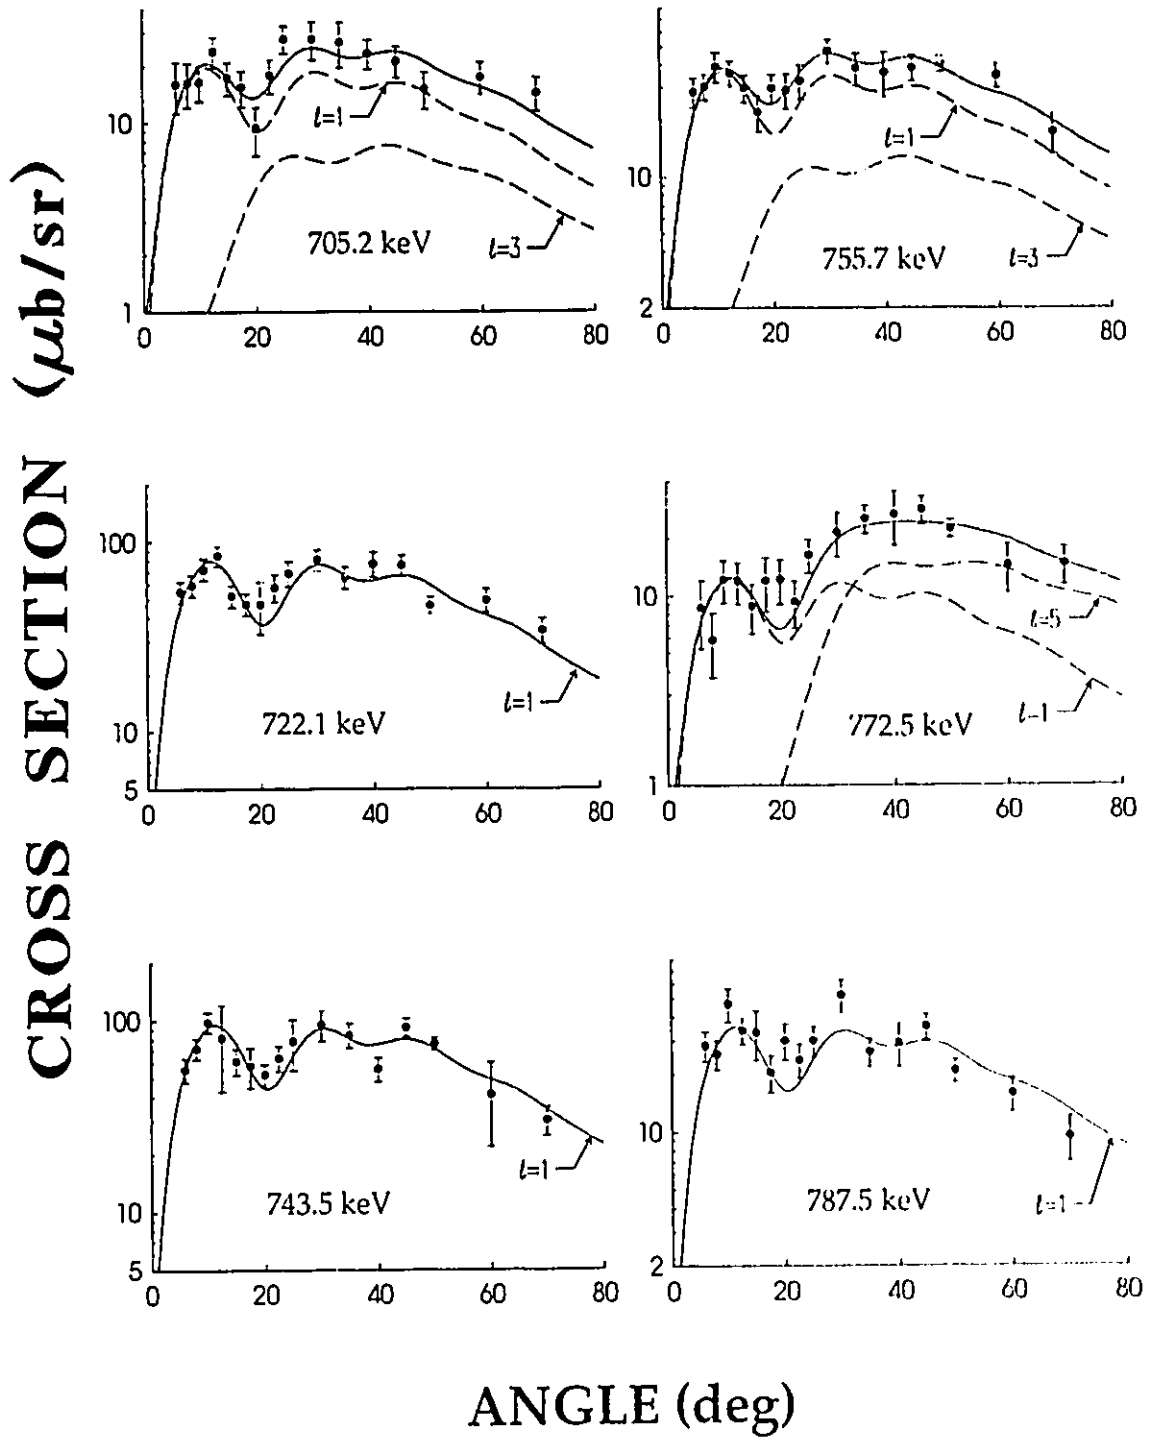 CROSS SECTION (μb/sr)
10
1
0 20 40 60 80
l=1
l=3
705.2 keV
10
2
0 20 40 60 80
l=1
l=3
755.7 keV
100
10
5
0 20 40 60 80
l=1
722.1 keV
10
1
0 20 40 60 80
l=5
l=1
772.5 keV
100
10
5
0 20 40 60 80
l=1
743.5 keV
10
2
0 20 40 60 80
l=1
787.5 keV
ANGLE (deg)